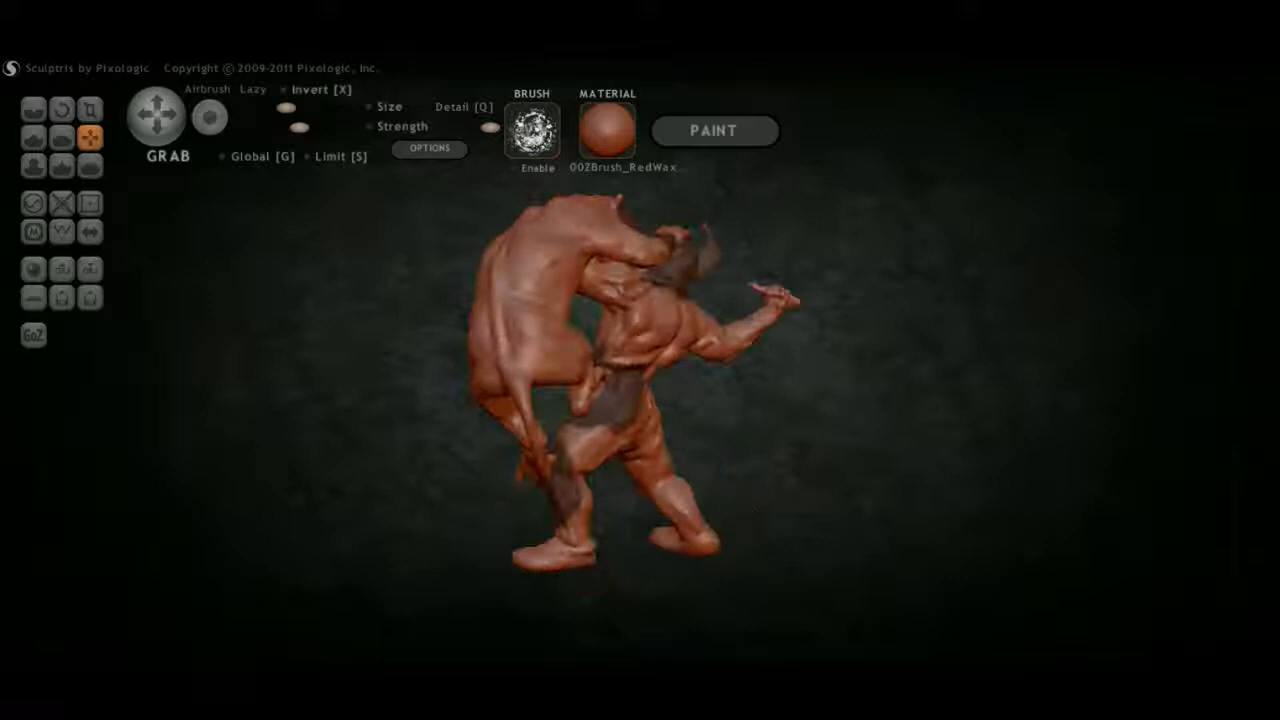 Sculptris by Pixologic Copyright © 2009-2011 Pixologic, Inc.
Airbrush Lazy Invert [X]
Size Detail [Q]
Strength
OPTIONS
GRAB
Global [G] Limit [S]
BRUSH
Enable
MATERIAL
00ZBrush_RedWax
PAINT
GoZ